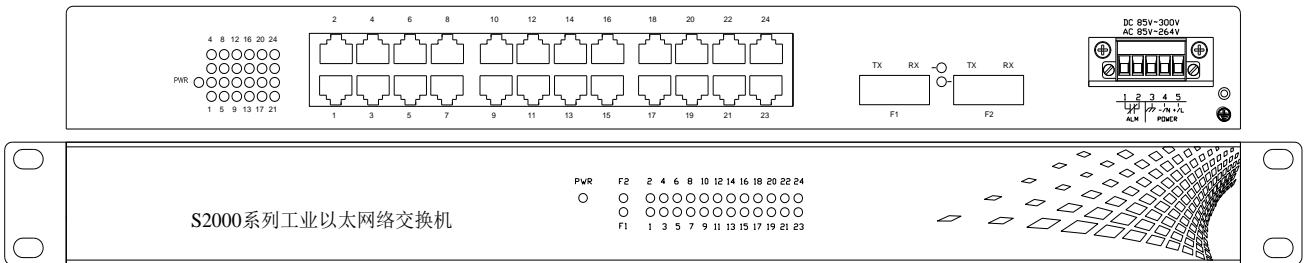 2 4 6 8 10 12 14 16 18 20 22 24
DC 85V~300V
AC 85V~264V
4 8 12 16 20 24
PWR
TX RX TX RX
1 5 9 13 17 21
1 3 5 7 9 11 13 15 17 19 21 23
F1 F2
1 2 3 4 5
-/N +/L
ALM POWER
PWR F2 2 4 6 8 10 12 14 16 18 20 22 24
S2000系列工业以太网络交换机
F1 1 3 5 7 9 11 13 15 17 19 21 23